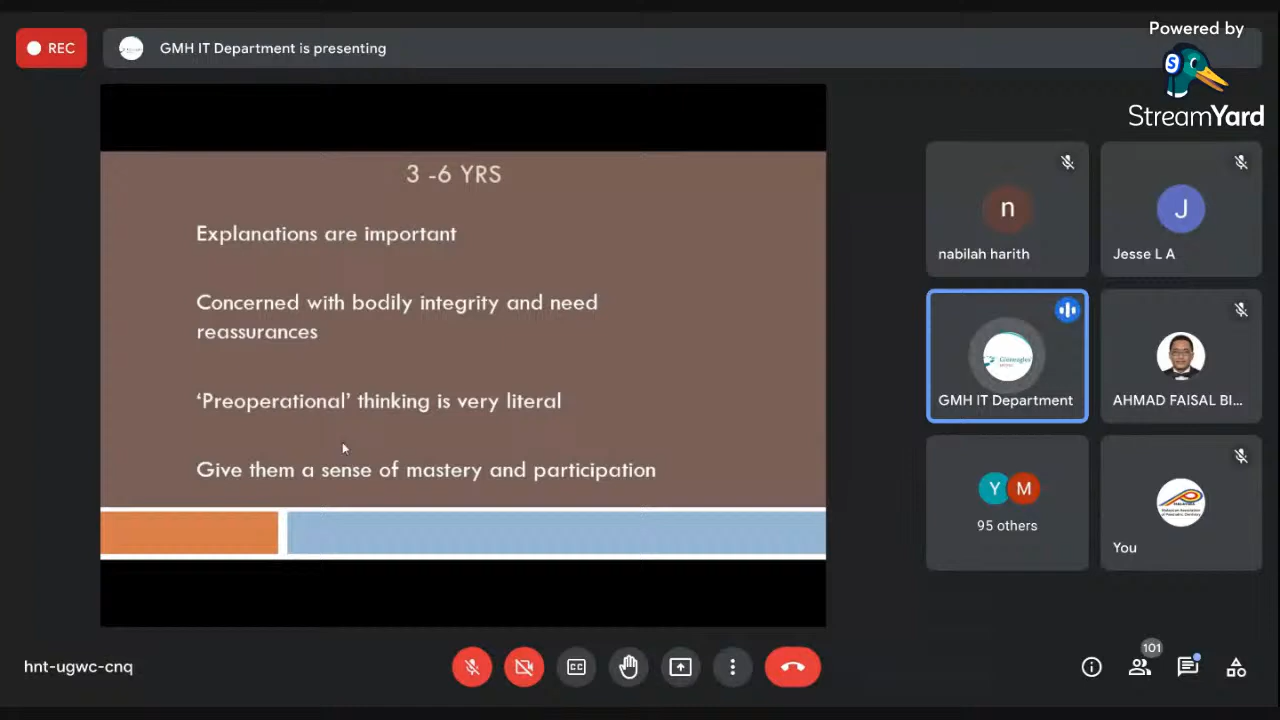 REC
GMH IT Department is presenting
Powered by
StreamYard
3 -6 YRS
Explanations are important
Concerned with bodily integrity and need
reassurances
‘Preoperational’ thinking is very literal
Give them a sense of mastery and participation
n
nabilah harith
J
Jesse L A
Gleneagles
GMH IT Department
AHMAD FAISAL BI...
Y M
95 others
You
hnt-ugwc-cnq
101